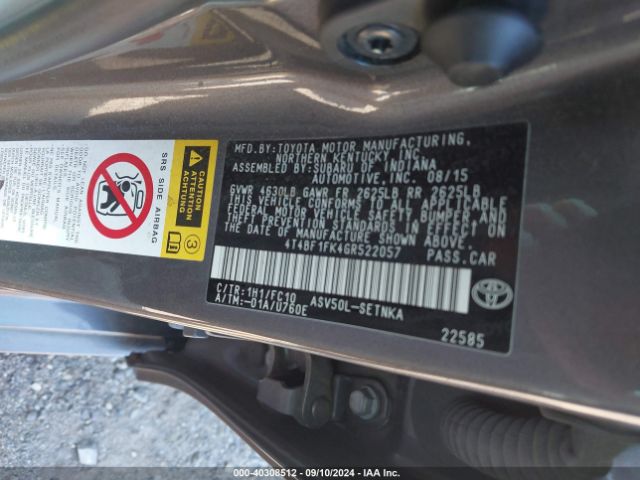 MFD.BY:TOYOTA MOTOR MANUFACTURING,
NORTHERN KENTUCKY INC.
ASSEMBLED BY:SUBARU OF INDIANA
AUTOMOTIVE, INC. 08/15
GVWR 4630LB GAWR FR 2625LB RR 2625LB
THIS VEHICLE CONFORMS TO ALL APPLICABLE
FEDERAL MOTOR VEHICLE SAFETY, BUMPER, AND
THEFT PREVENTION STANDARDS IN EFFECT ON
THE DATE OF MANUFACTURE SHOWN ABOVE.
4T4BF1FK4GR522057 PASS.CAR
C/TR:1H1/FC10 ASV50L-SETNKA
A/TM:-01A/U760E
22585
SRS SIDE AIRBAG
ATTENTION
ACHTUNG
3
TOYOTA
000-40308512 - 09/10/2024 - IAA Inc.